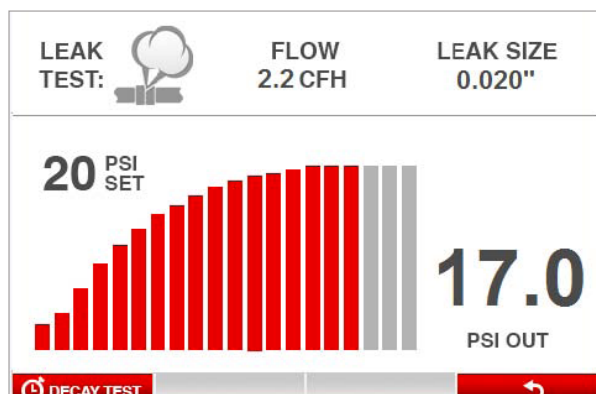 LEAK
TEST:
FLOW
2.2 CFH
LEAK SIZE
0.020"
20 PSI
SET
17.0
PSI OUT
DECAY TEST